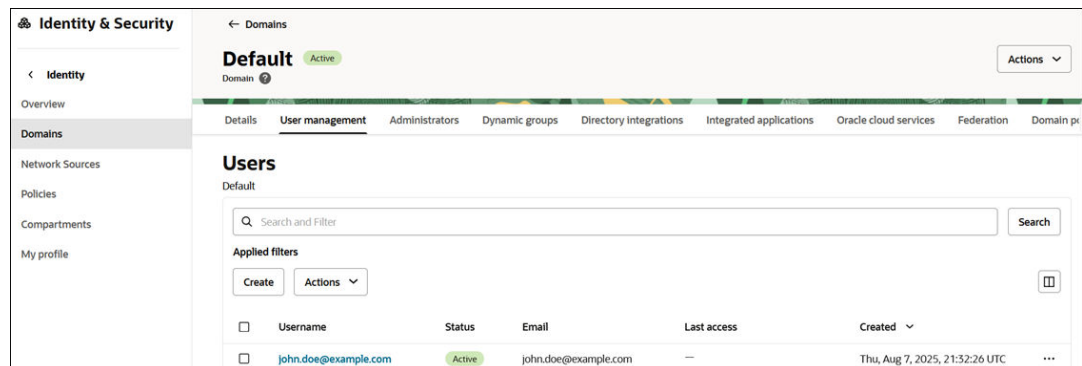 Identity & Security
Identity
Overview
Domains
Network Sources
Policies
Compartments
My profile
Domains
Default Active
Domain ?
Actions
Details User management Administrators Dynamic groups Directory integrations Integrated applications Oracle cloud services Federation Domain
Users
Default
Search and Filter Search
Applied filters
Create Actions
Username Status Email Last access Created
john.doe@example.com Active john.doe@example.com — Thu, Aug 7, 2025, 21:32:26 UTC ...